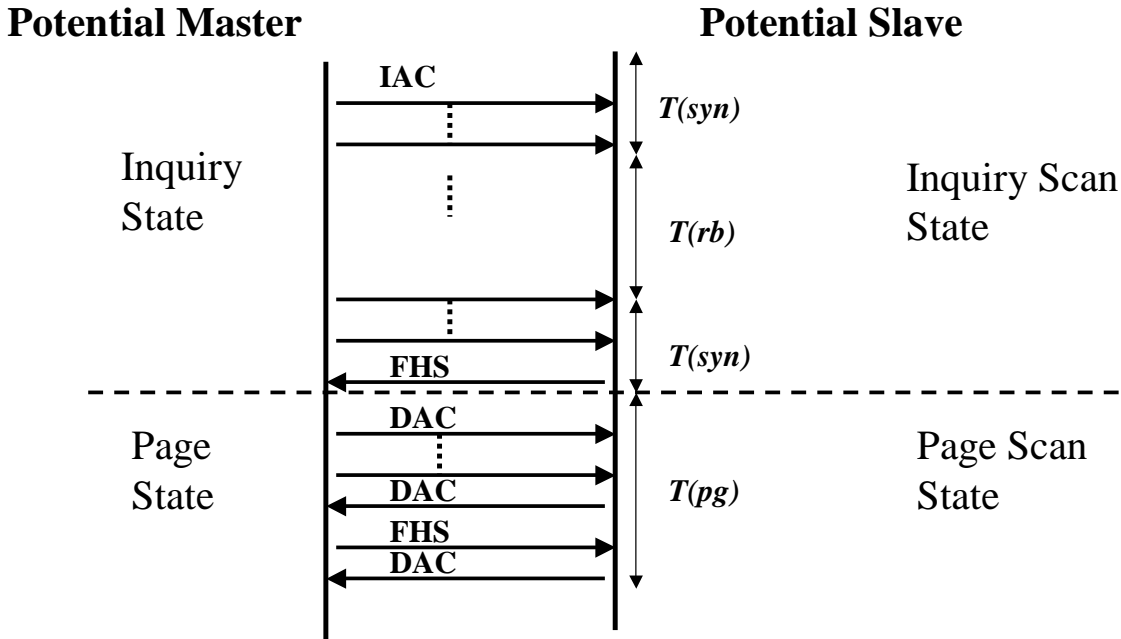 Potential Master
Potential Slave
IAC
T(syn)
Inquiry
State
Inquiry Scan
State
T(rb)
T(syn)
FHS
DAC
Page
State
Page Scan
State
T(pg)
DAC
FHS
DAC